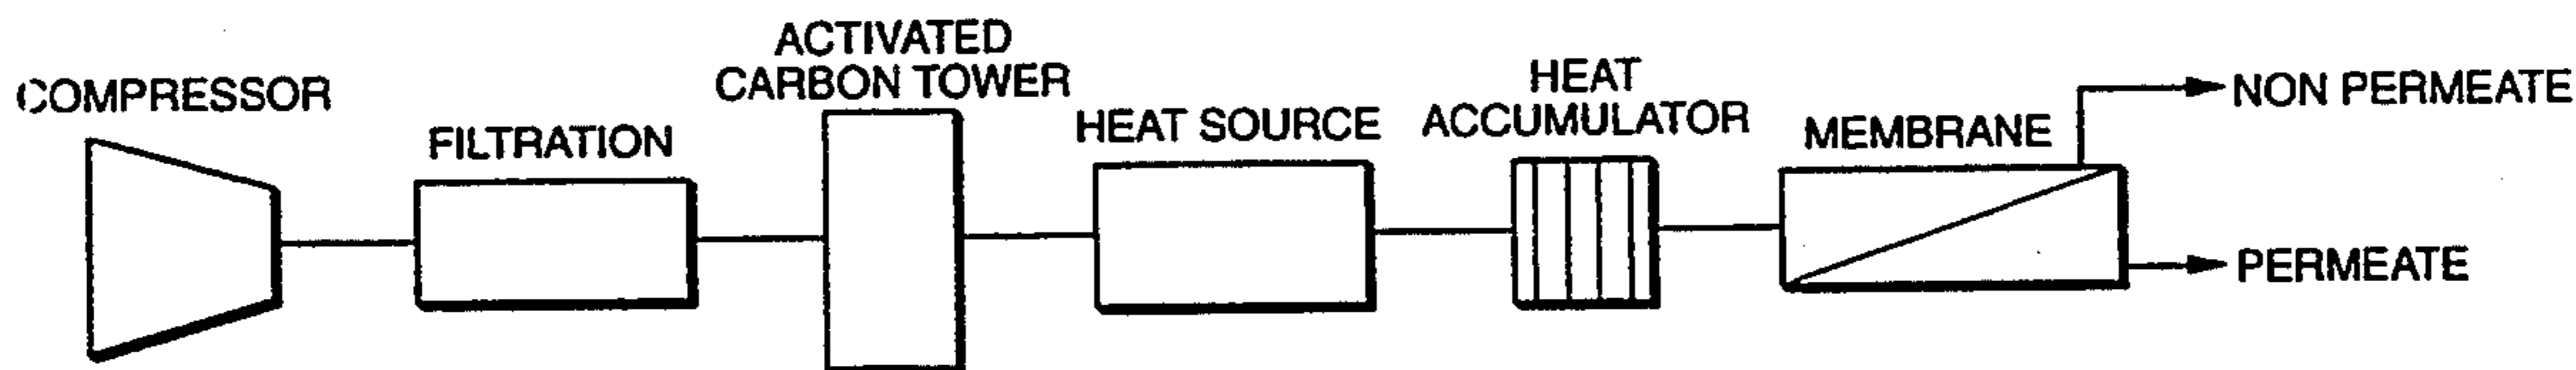 COMPRESSOR
FILTRATION
ACTIVATED
CARBON TOWER
HEAT SOURCE
HEAT
ACCUMULATOR
MEMBRANE
NON PERMEATE
PERMEATE